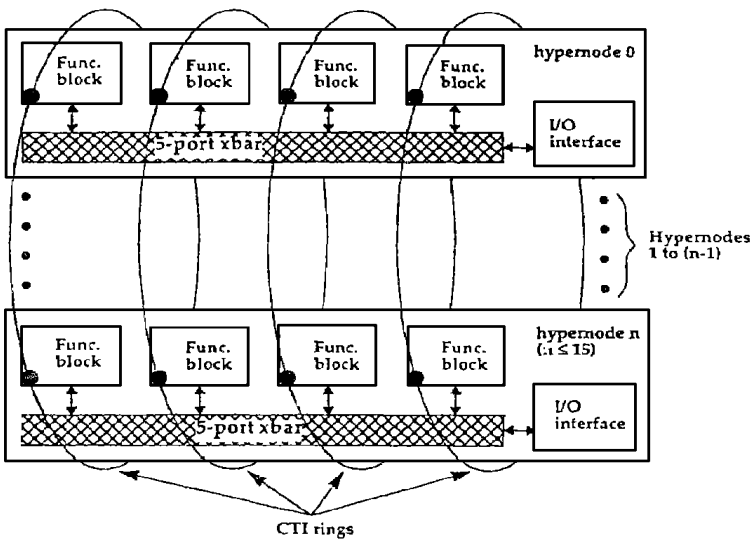 hypernode 0
Func.
block
Func.
block
Func.
block
Func.
block
5-port xbar
I/O
interface
Hypernodes
1 to (n-1)
hypernode n
(n ≤ 15)
Func.
block
Func.
block
Func.
block
Func.
block
5-port xbar
I/O
interface
CTI rings